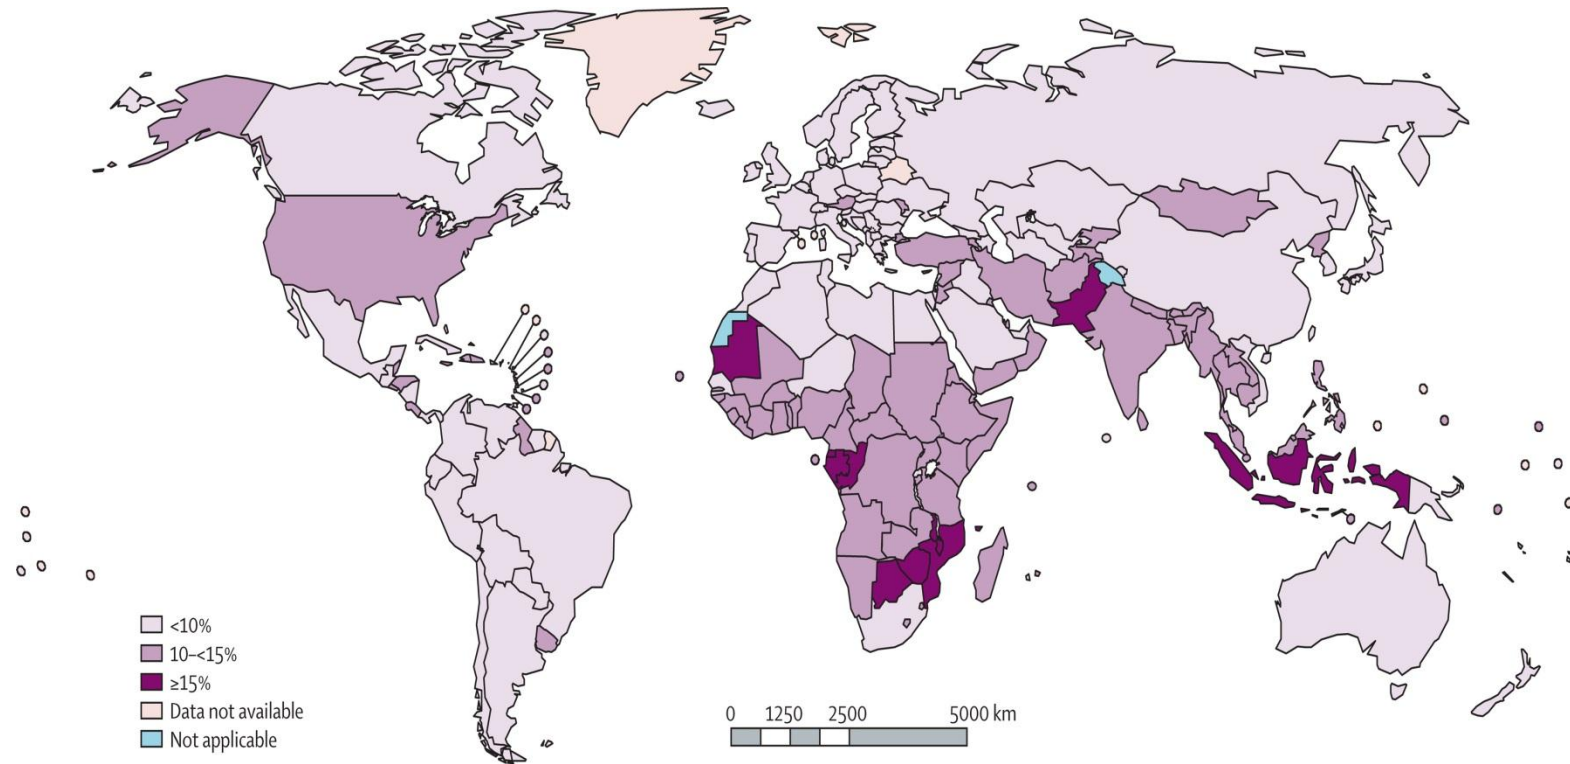 <10%
10–<15%
≥15%
Data not available
Not applicable
0 1250 2500 5000 km